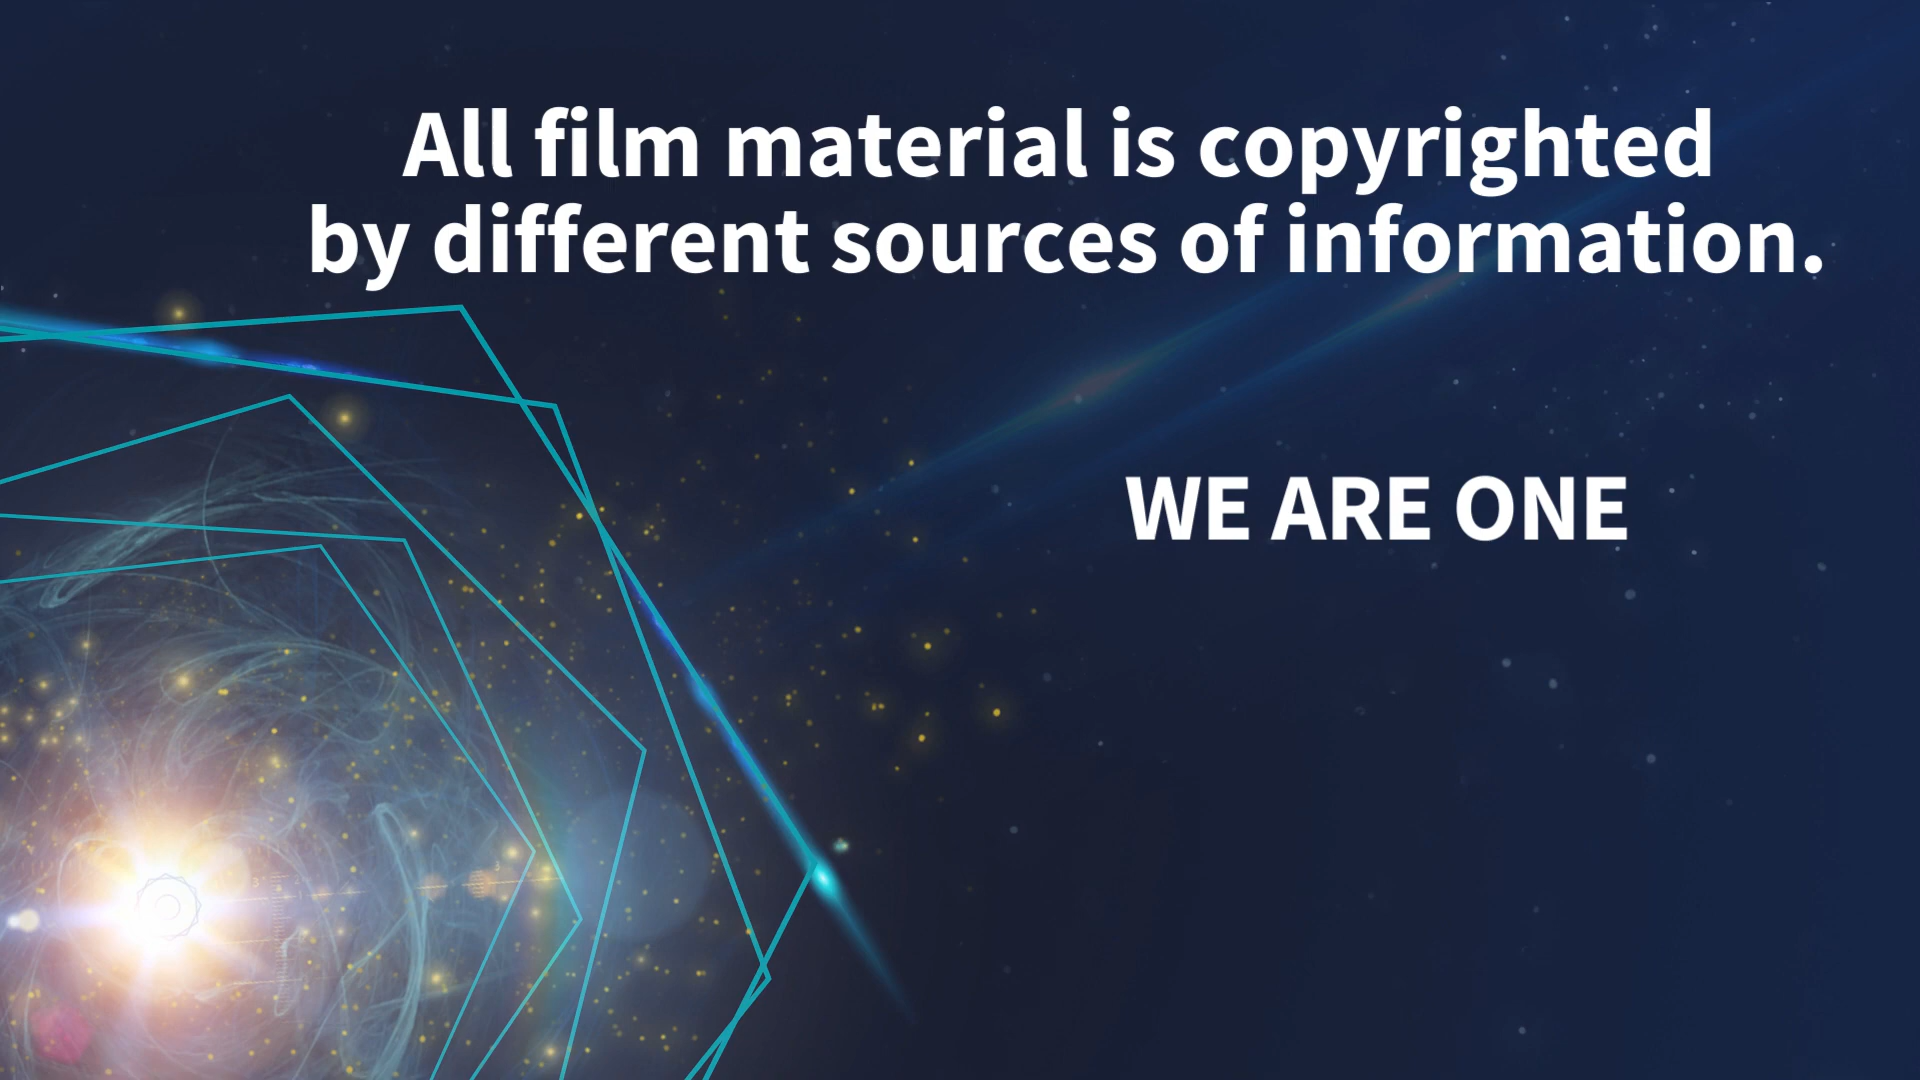 All film material is copyrighted
by different sources of information.
WE ARE ONE